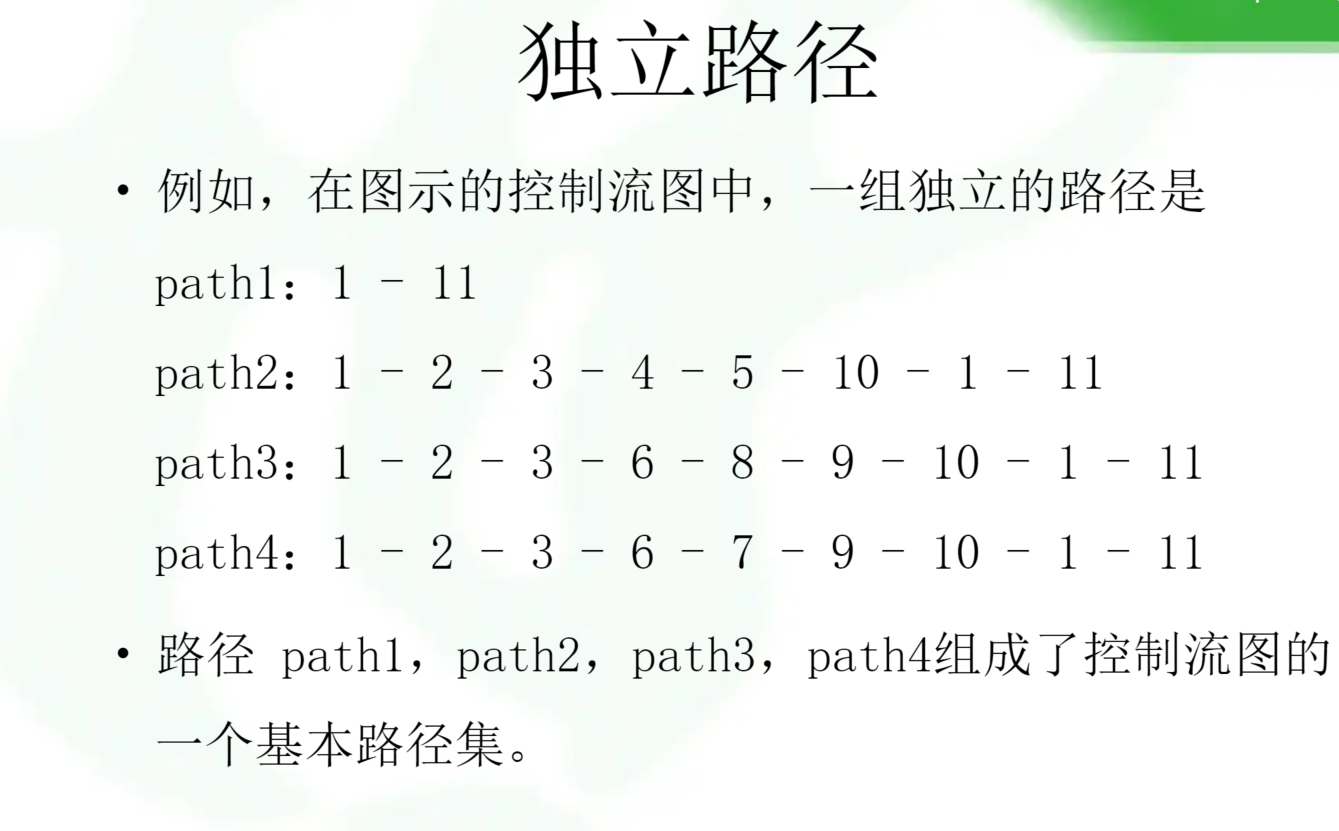 独立路径
• 例如，在图示的控制流图中，一组独立的路径是
path1：1 - 11
path2：1 - 2 - 3 - 4 - 5 - 10 - 1 - 11
path3：1 - 2 - 3 - 6 - 8 - 9 - 10 - 1 - 11
path4：1 - 2 - 3 - 6 - 7 - 9 - 10 - 1 - 11
• 路径 path1，path2，path3，path4组成了控制流图的
一个基本路径集。